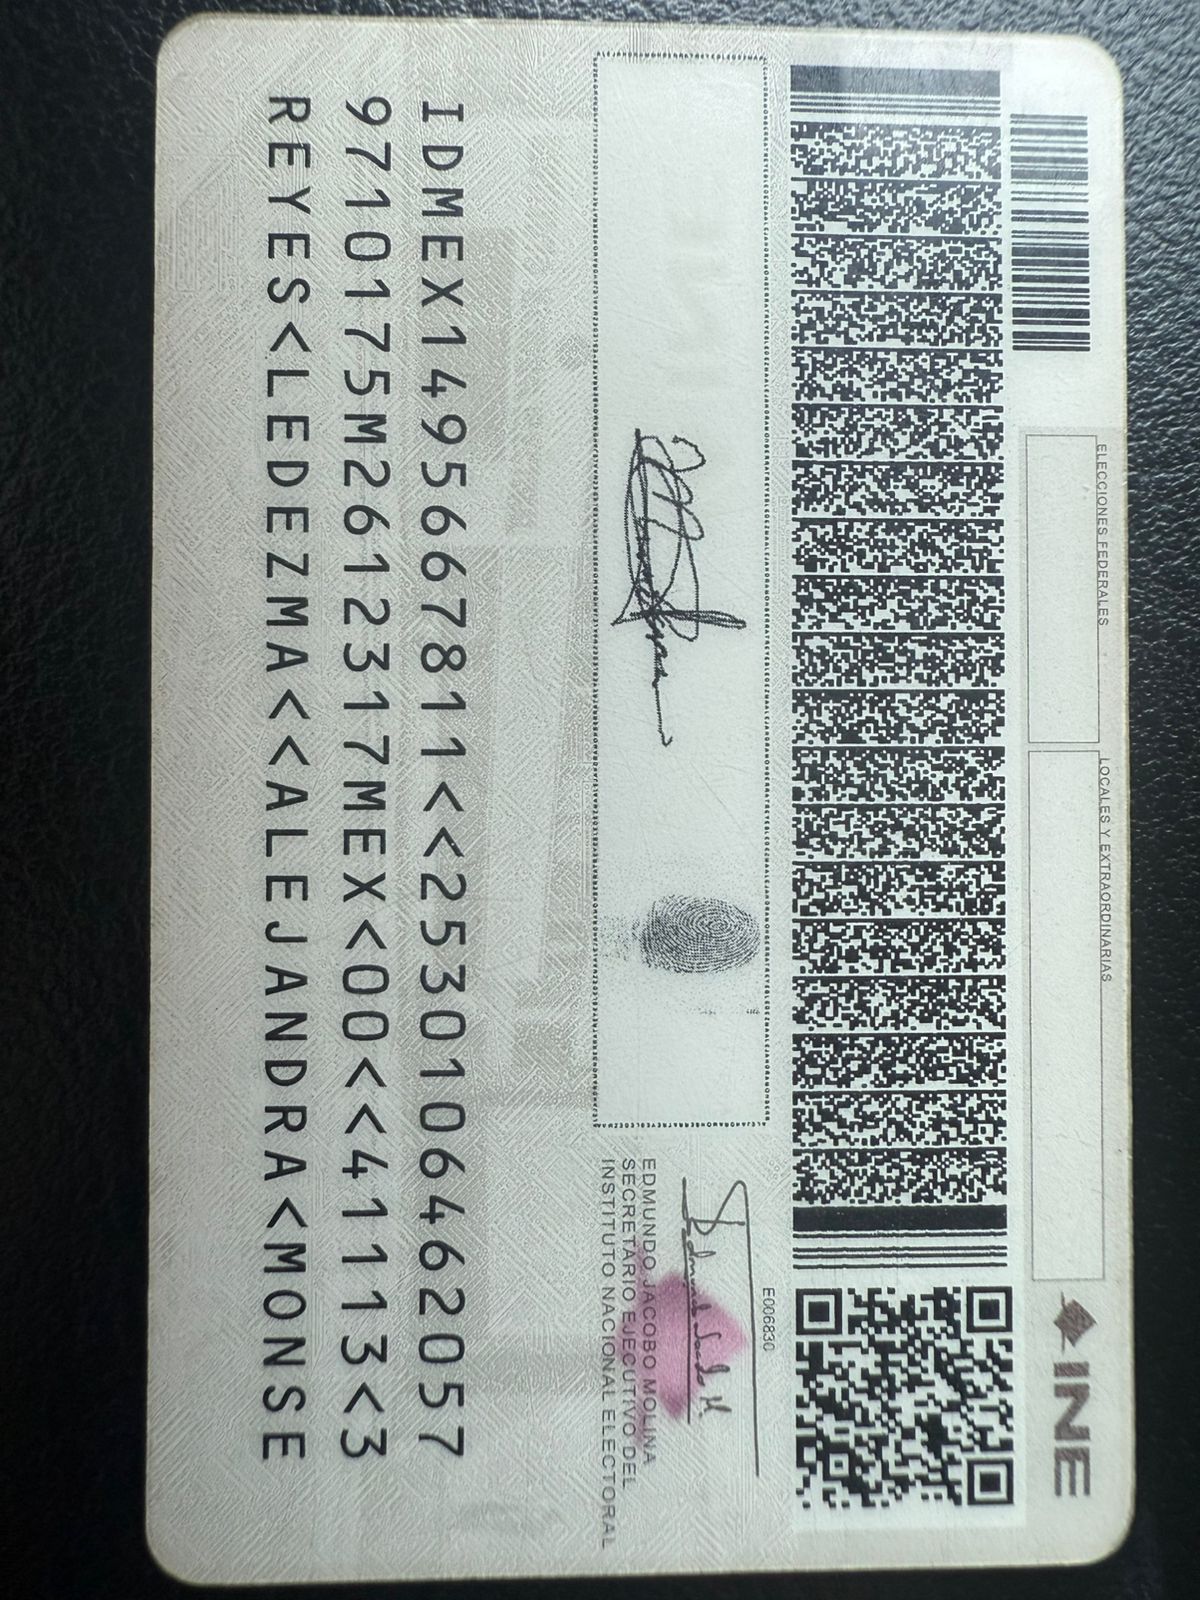 ELECCIONES FEDERALES
LOCALES Y EXTRAORDINARIAS
INE
E006830
EDMUNDO JACOBO MOLINA
SECRETARIO EJECUTIVO DEL
INSTITUTO NACIONAL ELECTORAL
IDMEX1495667811<<2530106462057
9710175M2612317MEX<00<<41113<3
REYES<LEDEZMA<<ALEJANDRA<MONSE